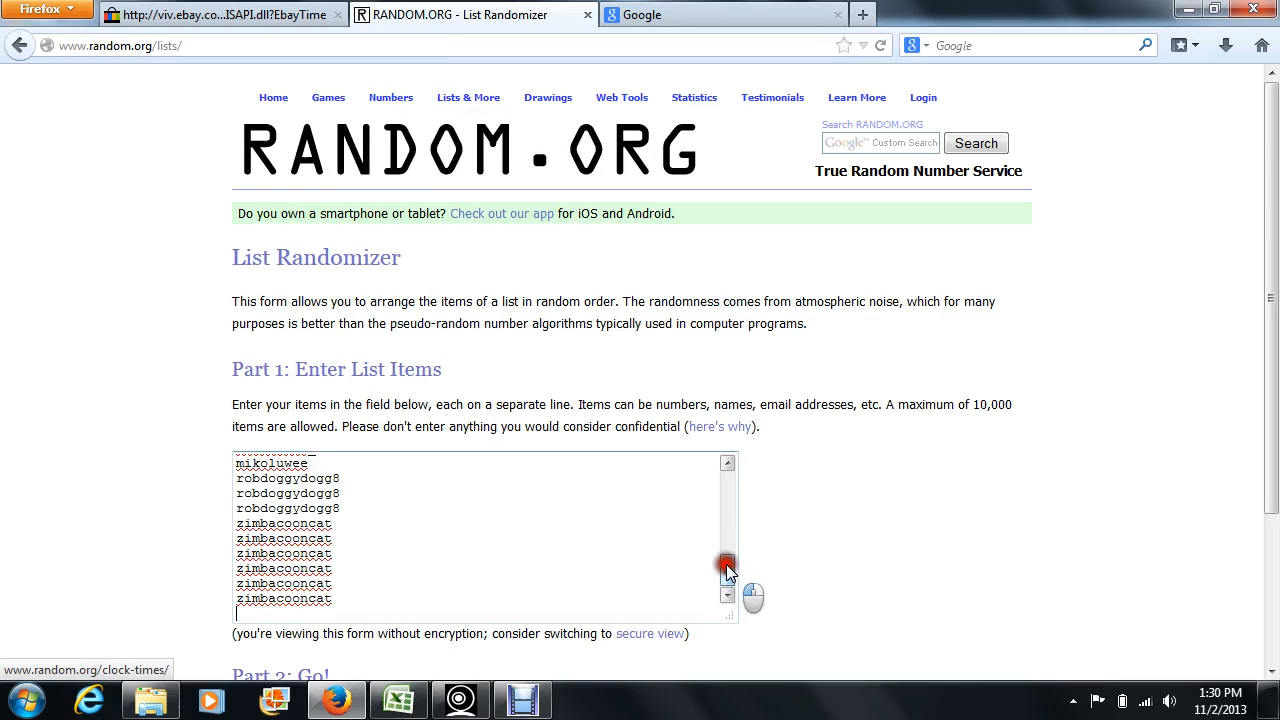 Firefox
http://viv.ebay.co...ISAPI.dll?EbayTime
RANDOM.ORG - List Randomizer
Google
www.random.org/lists/
Google
Home Games Numbers Lists & More Drawings Web Tools Statistics Testimonials Learn More Login
RANDOM.ORG
Search RANDOM.ORG
Google™ Custom Search
Search
True Random Number Service
Do you own a smartphone or tablet? Check out our app for iOS and Android.
List Randomizer
This form allows you to arrange the items of a list in random order. The randomness comes from atmospheric noise, which for many
purposes is better than the pseudo-random number algorithms typically used in computer programs.
Part 1: Enter List Items
Enter your items in the field below, each on a separate line. Items can be numbers, names, email addresses, etc. A maximum of 10,000
items are allowed. Please don't enter anything you would consider confidential (here's why).
mikoluwee
robdoggydogg8
robdoggydogg8
robdoggydogg8
zimbacooncat
zimbacooncat
zimbacooncat
zimbacooncat
zimbacooncat
zimbacooncat
(you're viewing this form without encryption; consider switching to secure view)
Part 2: Go!
www.random.org/clock-times/
1:30 PM
11/2/2013